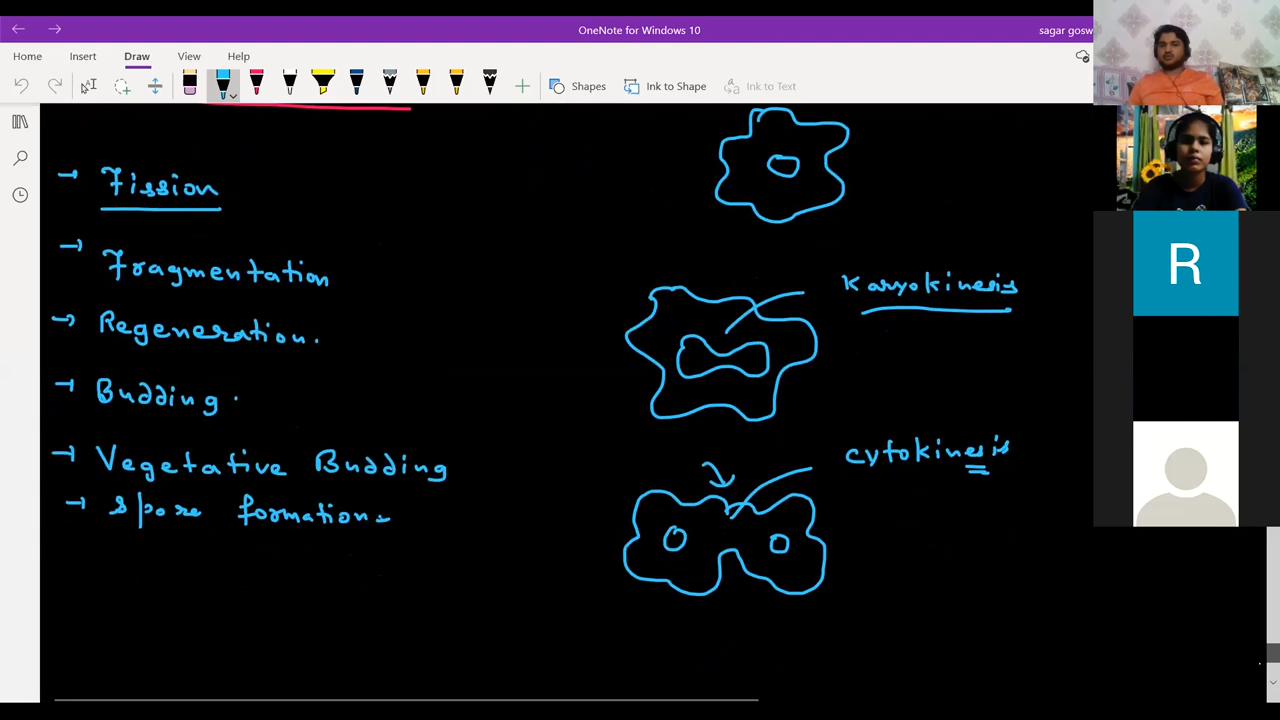 OneNote for Windows 10
sagar gosw
Home Insert Draw View Help
Shapes Ink to Shape Ink to Text
→ Fission
→ Fragmentation
→ Regeneration.
→ Budding.
→ Vegetative Budding
→ Spore formation
Karyokinesis
cytokinesis
R